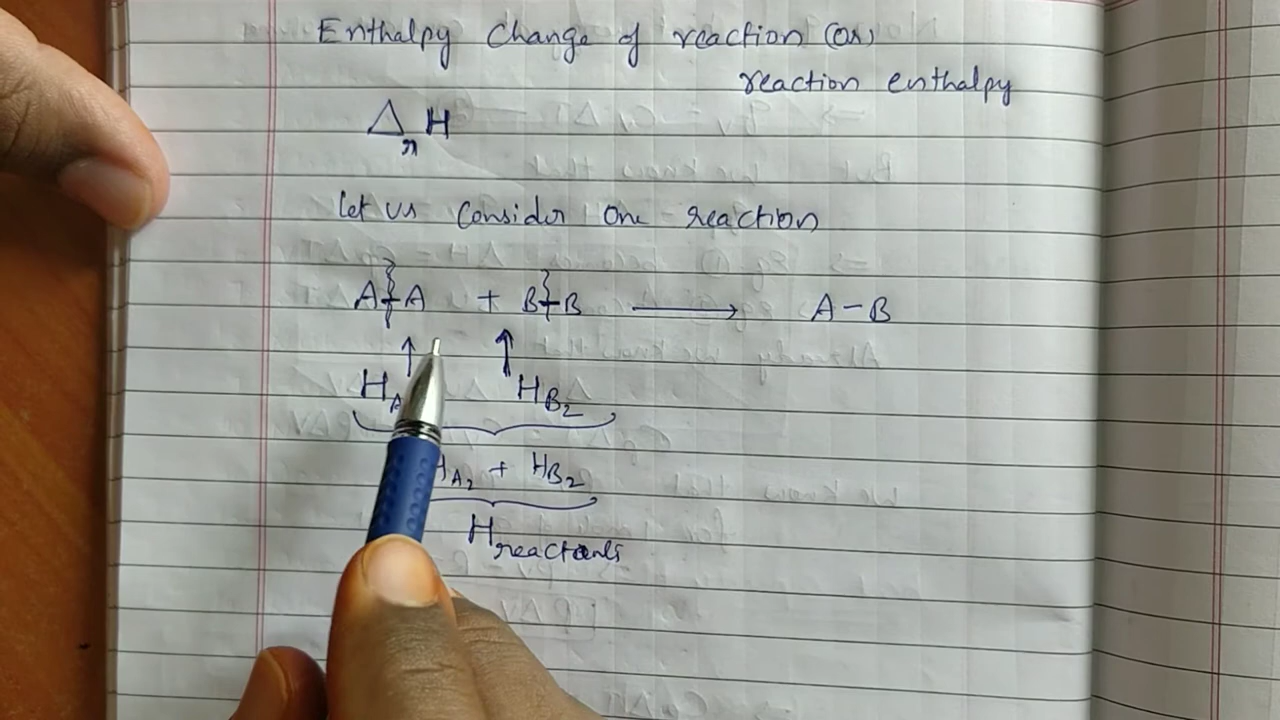 Enthalpy Change of reaction (or)
reaction enthalpy
ΔrH
let us Consider One reaction
A-A + B-B ⟶ A-B
H HB2
HA2 + HB2
Hreactants